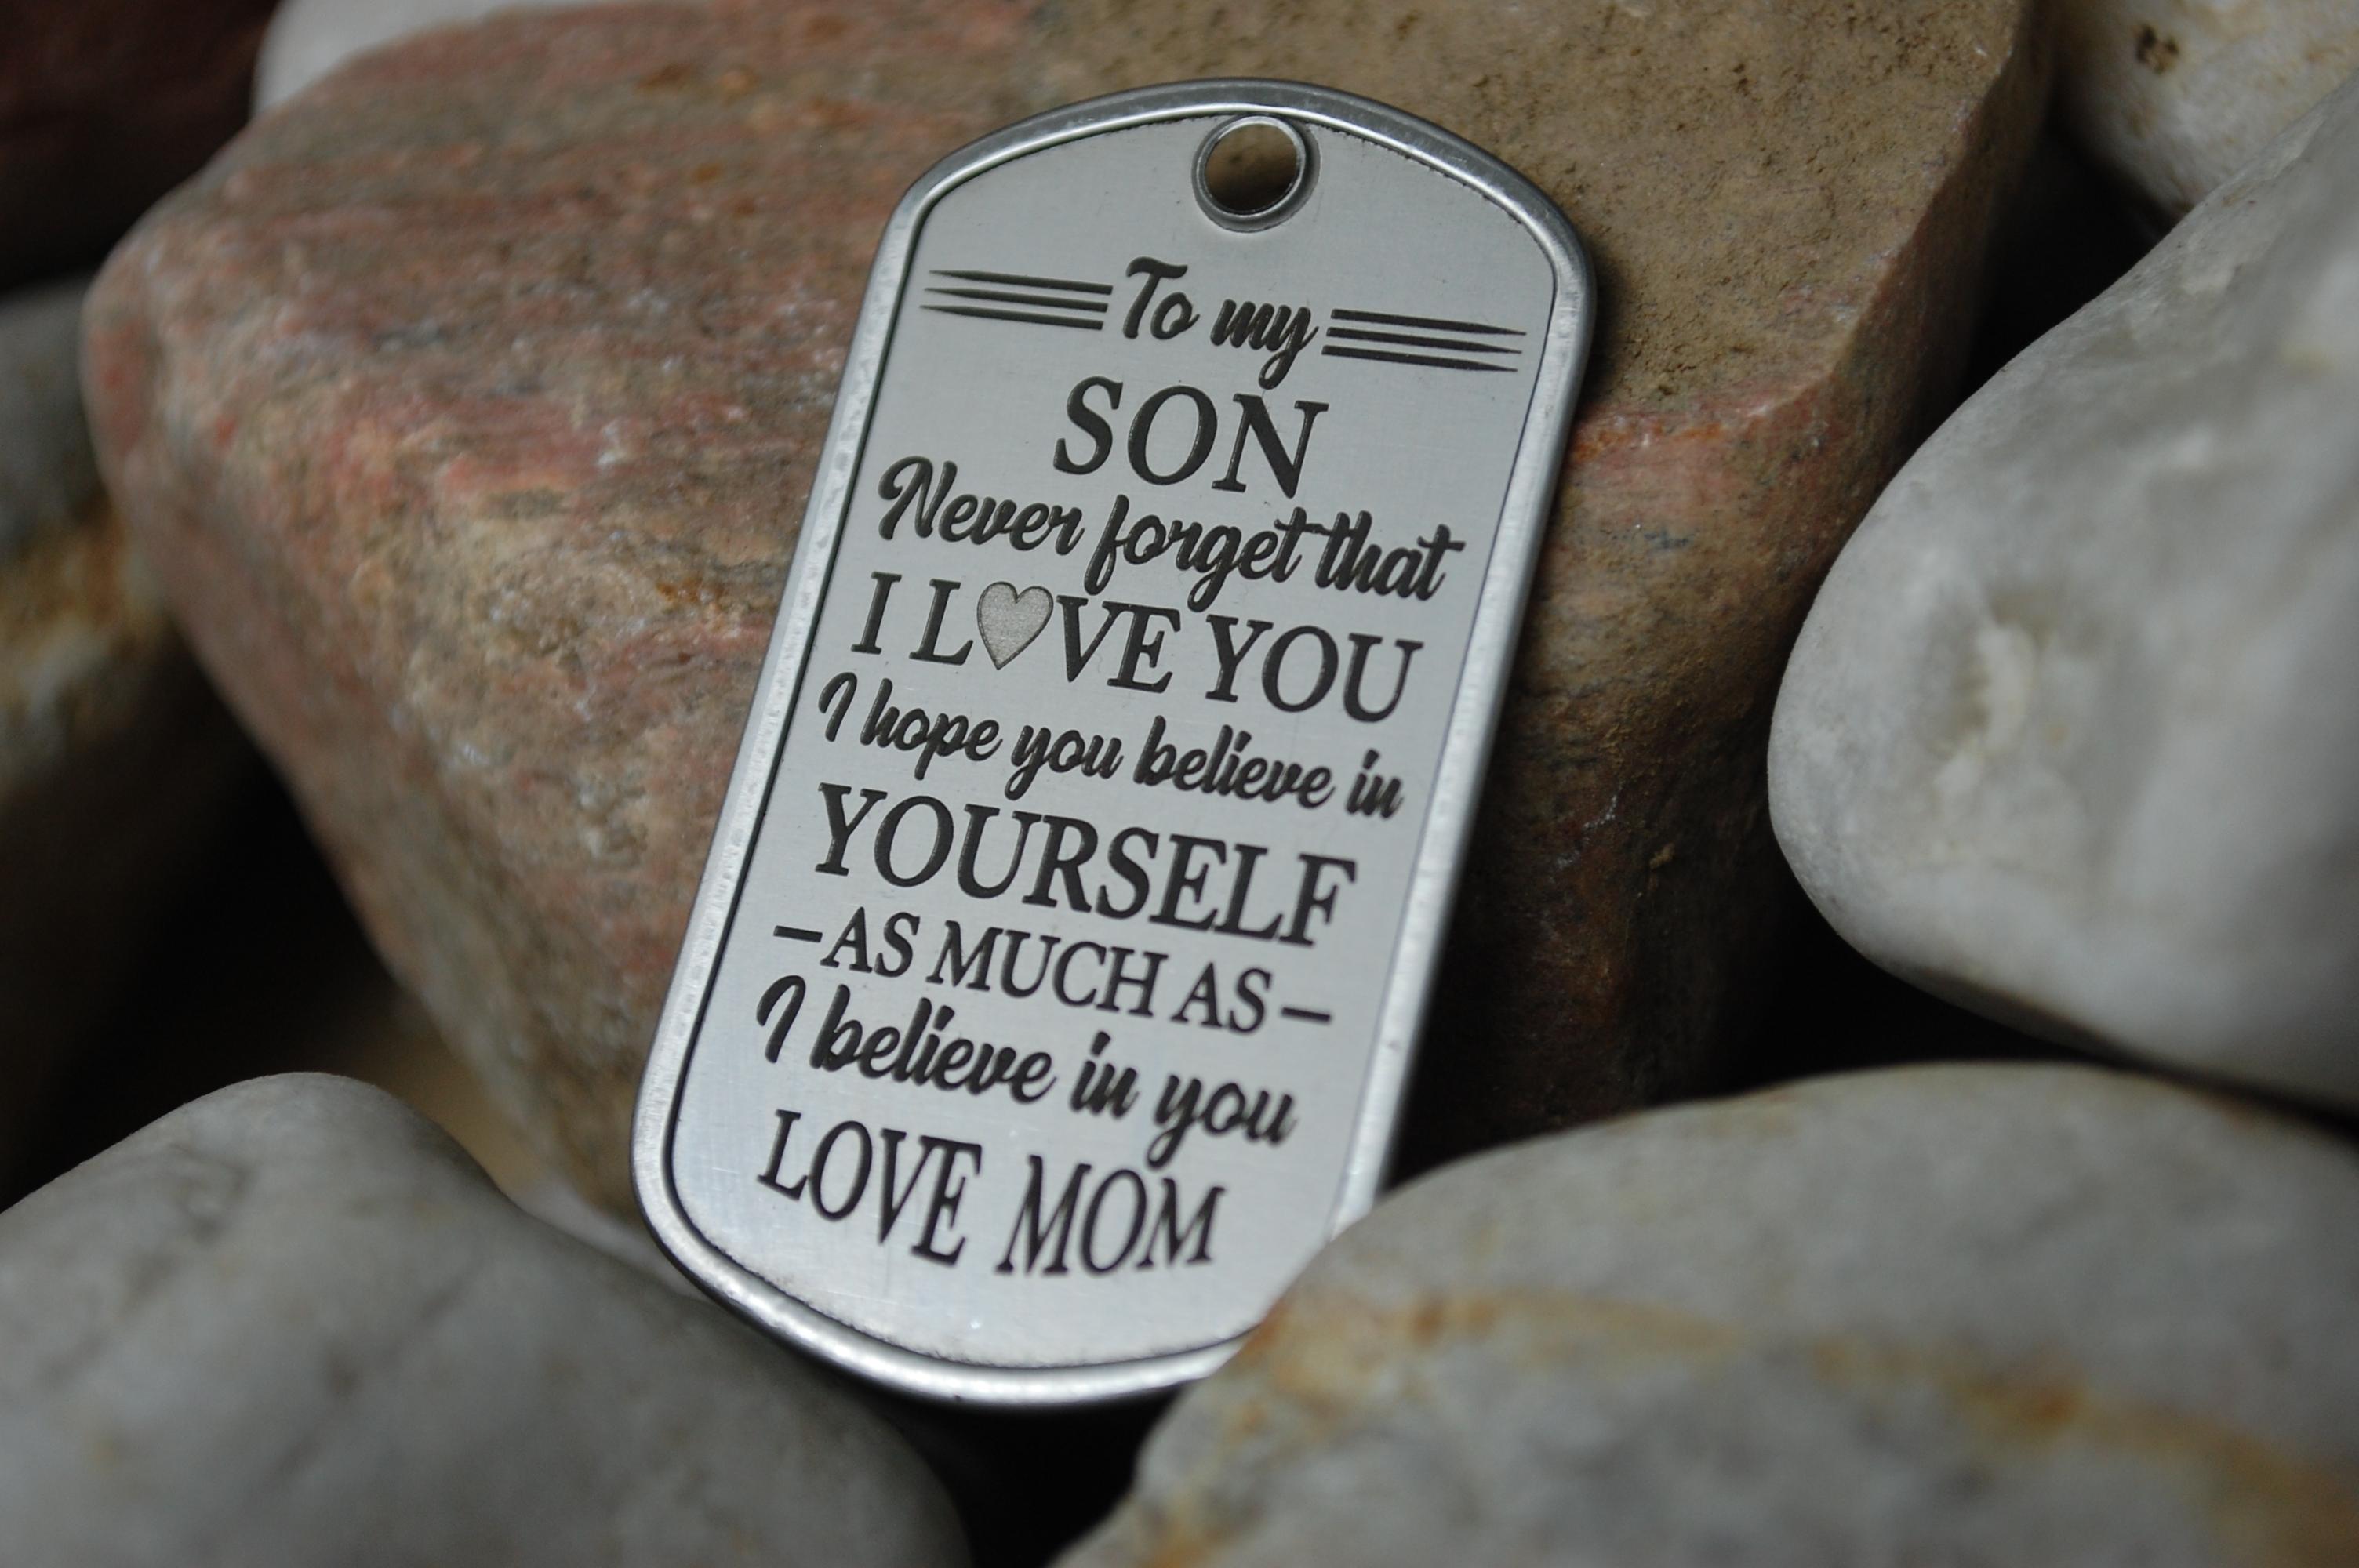 To my
SON
Never forget that
I L♥VE YOU
I hope you believe in
YOURSELF
–AS MUCH AS–
I believe in you
LOVE MOM